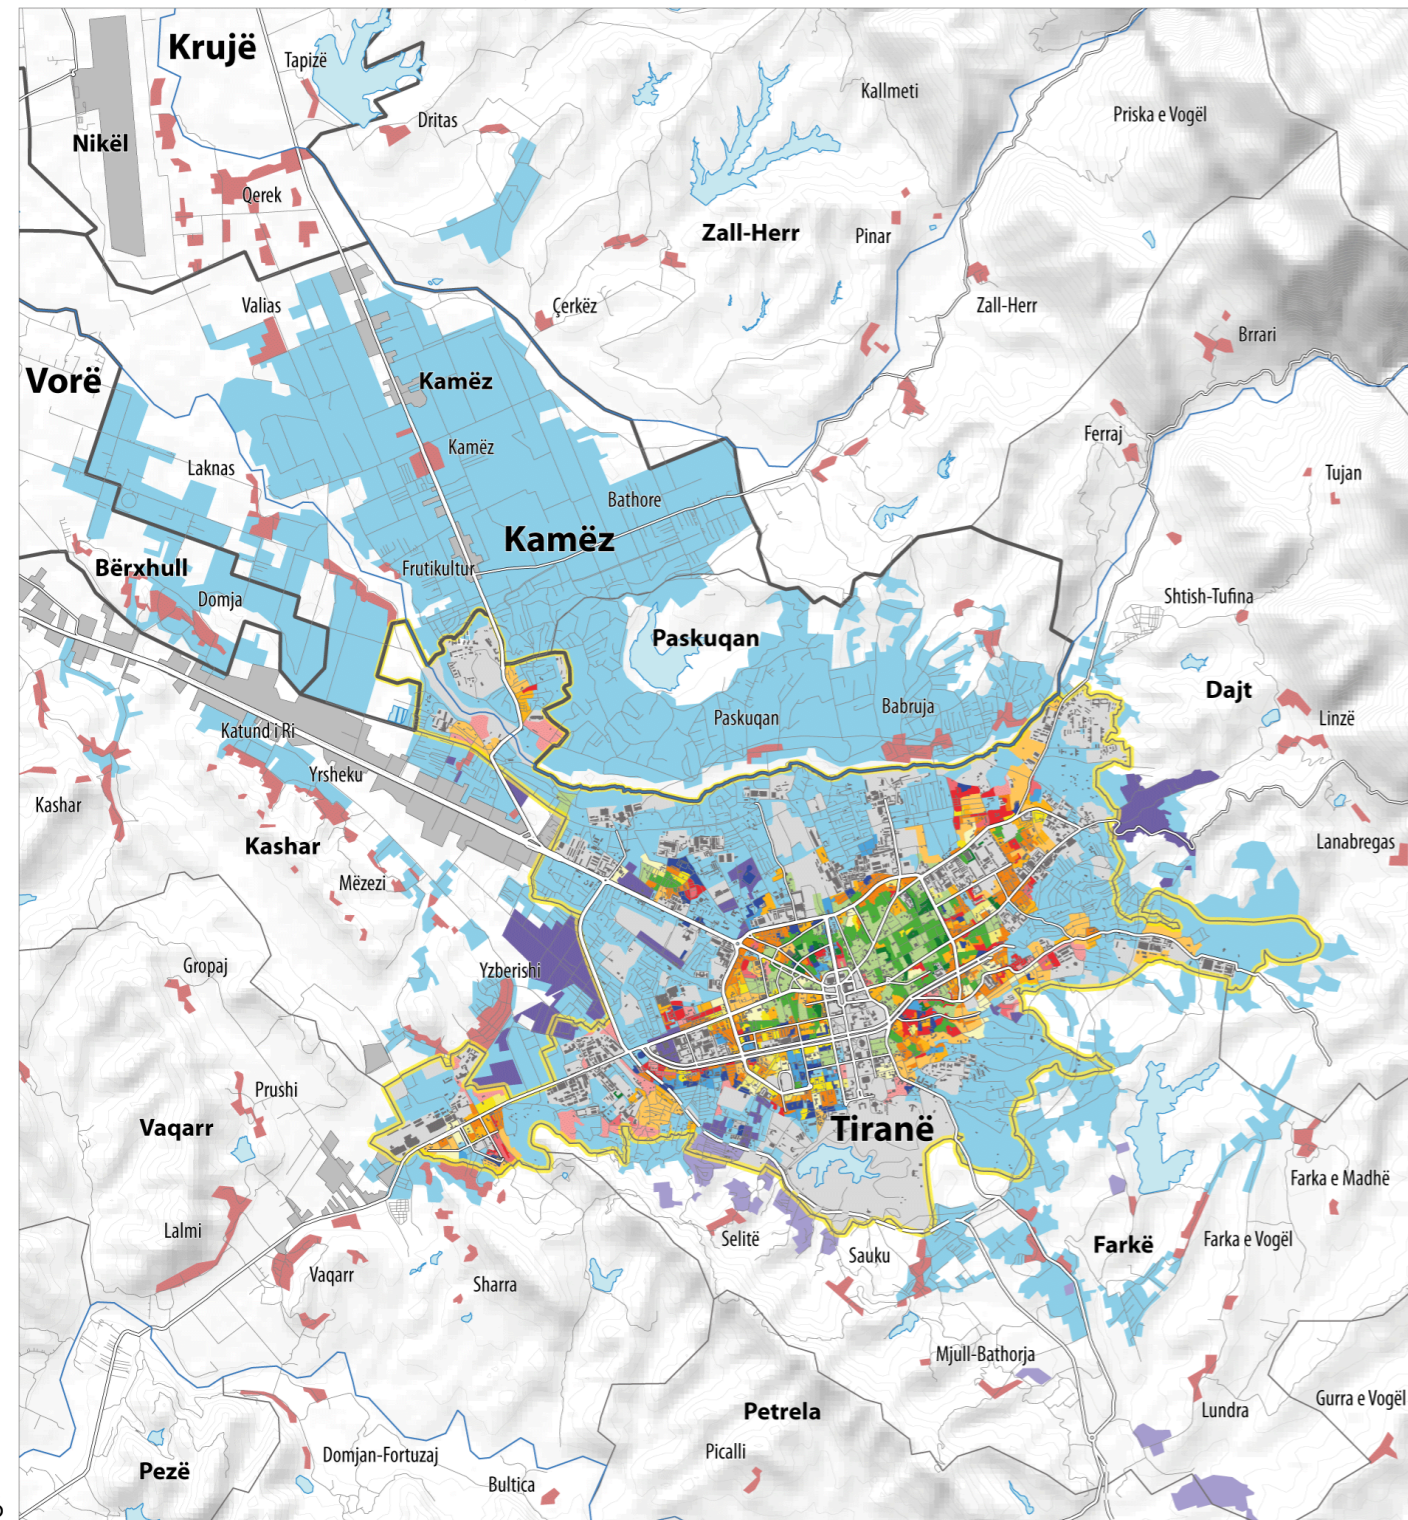 Krujë
Tapizë
Kallmeti
Priska e Vogël
Dritas
Nikël
Qerek
Zall-Herr
Pinar
Valias
Çerkëz
Zall-Herr
Brrari
Vorë
Kamëz
Ferraj
Kamëz
Laknas
Tujan
Bathore
Kamëz
Bërxhull
Frutikultur
Domja
Shtish-Tufina
Paskuqan
Dajt
Babruja
Paskuqan
Linzë
Katund i Ri
Yrsheku
Kashar
Lanabregas
Kashar
Mëzezi
Gropaj
Yzberishi
Prushi
Vaqarr
Tiranë
Farka e Madhë
Lalmi
Selitë
Farkë
Farka e Vogël
Sauku
Vaqarr
Sharra
Mjull-Bathorja
Gurra e Vogël
Petrela
Lundra
Picalli
Domjan-Fortuzaj
Pezë
Bultica